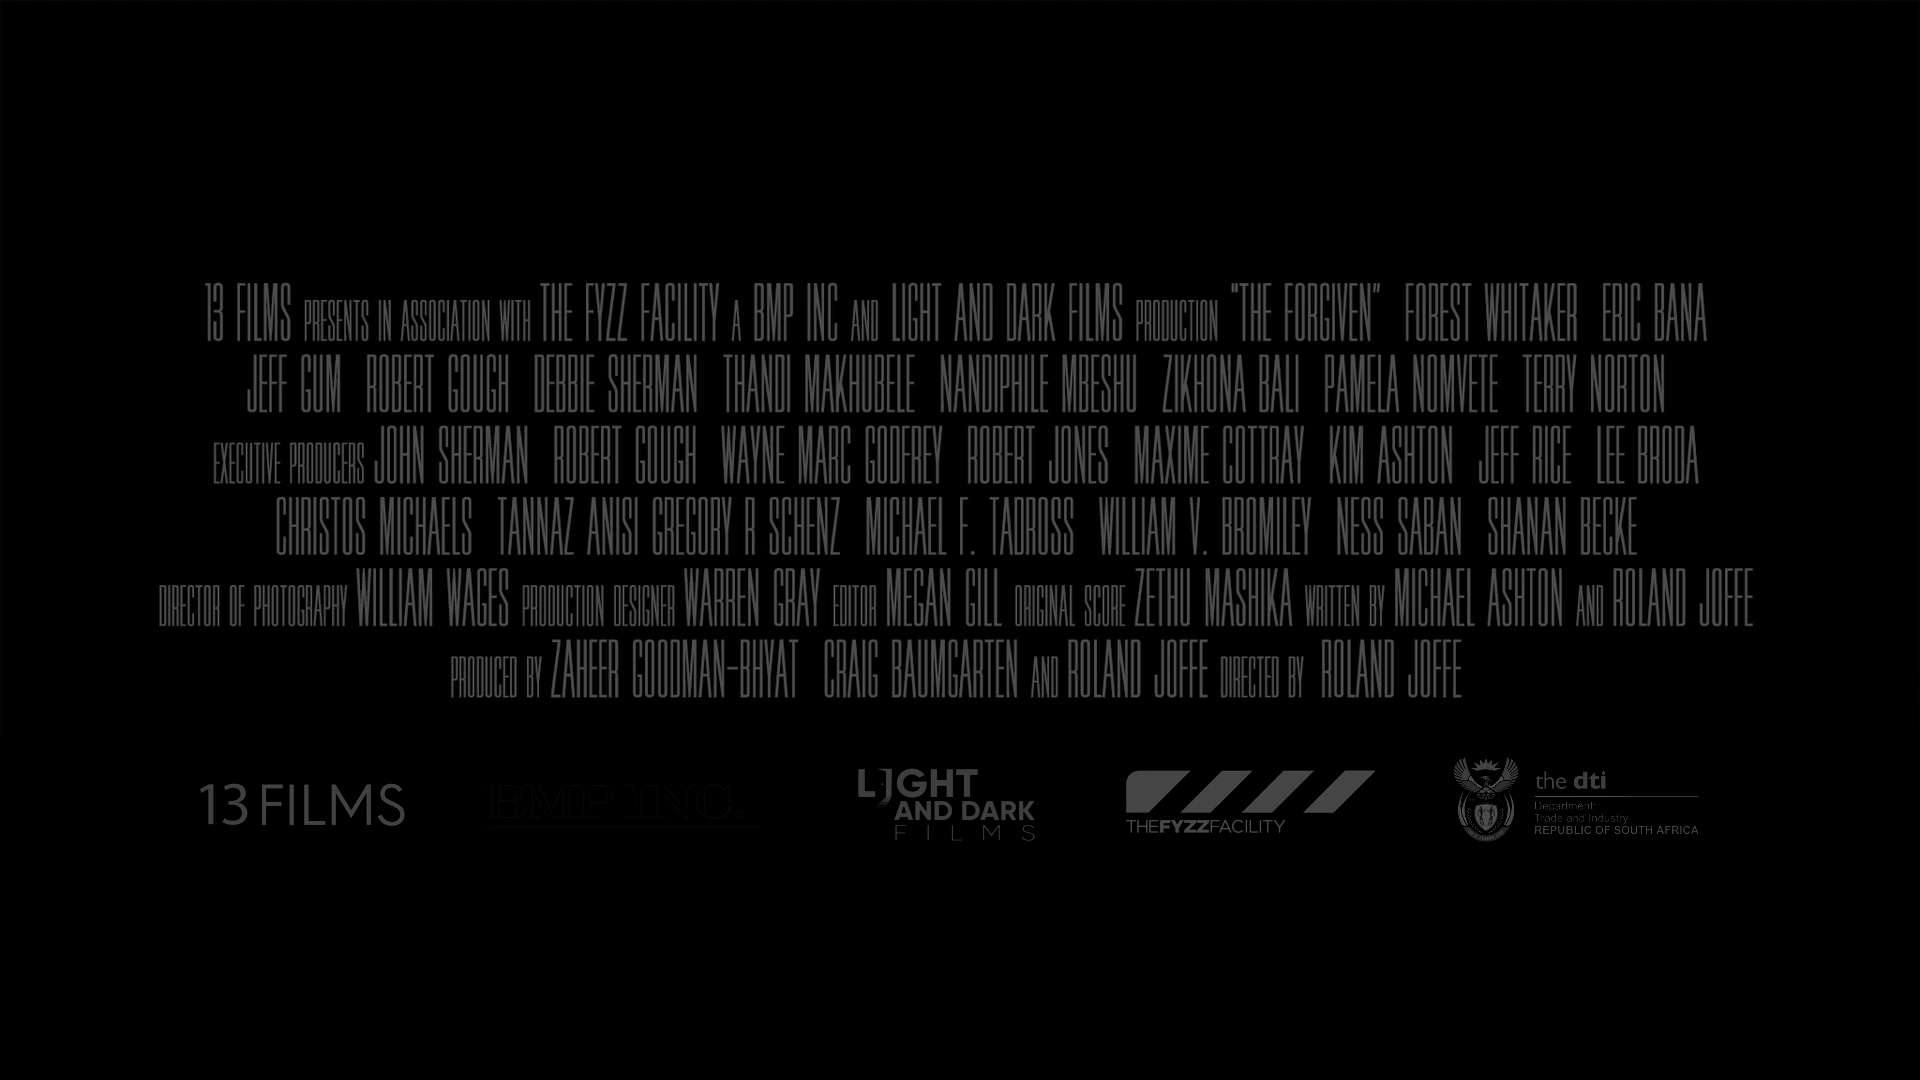 13 FILMS PRESENTS IN ASSOCIATION WITH THE FYZZ FACILITY A BMP INC AND LIGHT AND DARK FILMS PRODUCTION "THE FORGIVEN" FOREST WHITAKER ERIC BANA
JEFF GUM ROBERT GOUGH DEBBIE SHERMAN THANDI MAKHUBELE NANDIPHILE MBESHU ZIKHONA BALI PAMELA NOMVETE TERRY NORTON
EXECUTIVE PRODUCERS JOHN SHERMAN ROBERT GOUGH WAYNE MARC GODFREY ROBERT JONES MAXIME COTTRAY KIM ASHTON JEFF RICE LEE BRODA
CHRISTOS MICHAELS TANNAZ ANISI GREGORY R SCHENZ MICHAEL F. TADROSS WILLIAM V. BROMILEY NESS SABAN SHANAN BECKE
DIRECTOR OF PHOTOGRAPHY WILLIAM WAGES PRODUCTION DESIGNER WARREN GRAY EDITOR MEGAN GILL ORIGINAL SCORE ZETHU MASHIKA WRITTEN BY MICHAEL ASHTON AND ROLAND JOFFE
PRODUCED BY ZAHEER GOODMAN-BHYAT CRAIG BAUMGARTEN AND ROLAND JOFFE DIRECTED BY ROLAND JOFFE
13 FILMS
BMP INC.
LIGHT
AND DARK
FILMS
THEFYZZFACILITY
the dti
Department:
Trade and Industry
REPUBLIC OF SOUTH AFRICA